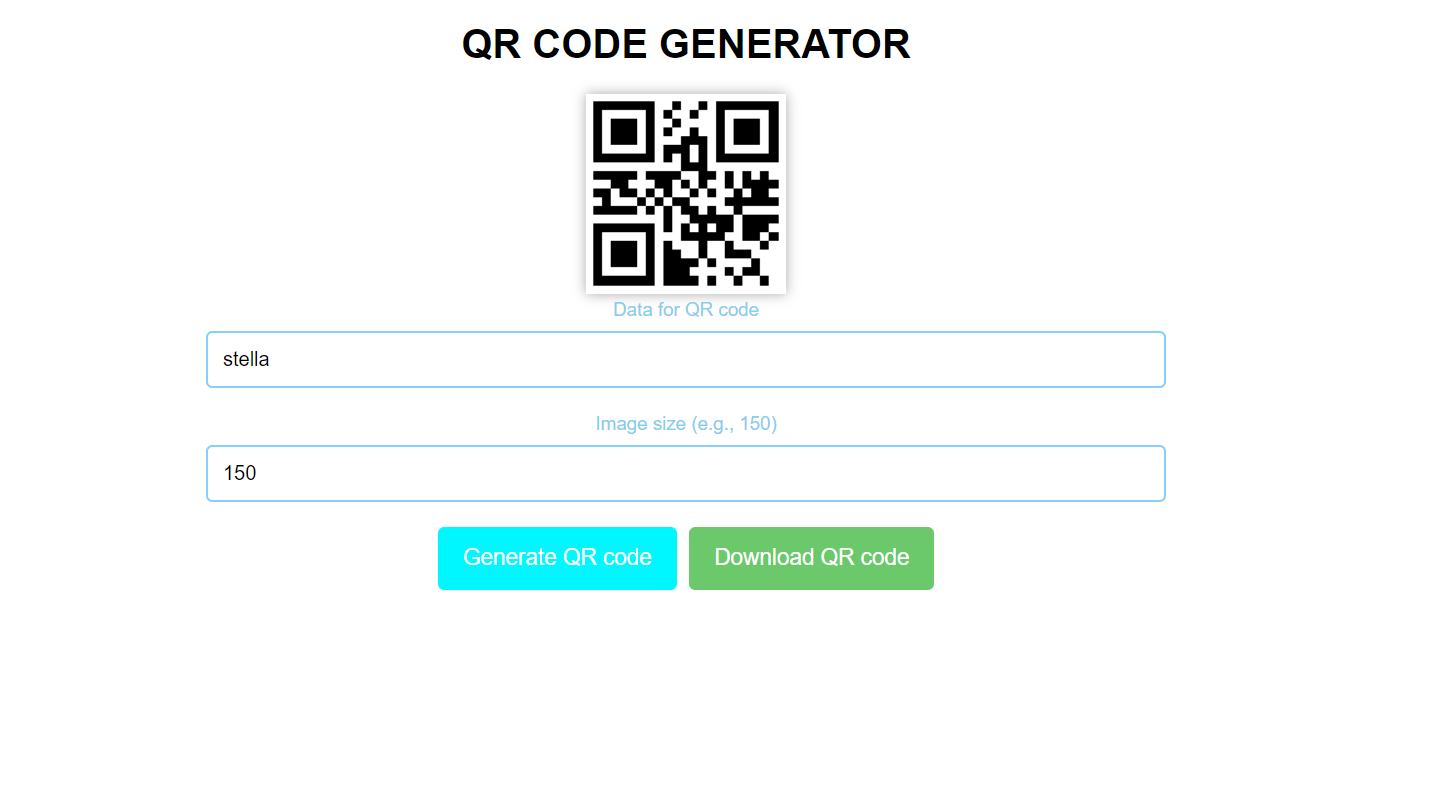 QR CODE GENERATOR
Data for QR code
stella
Image size (e.g., 150)
150
Generate QR code
Download QR code